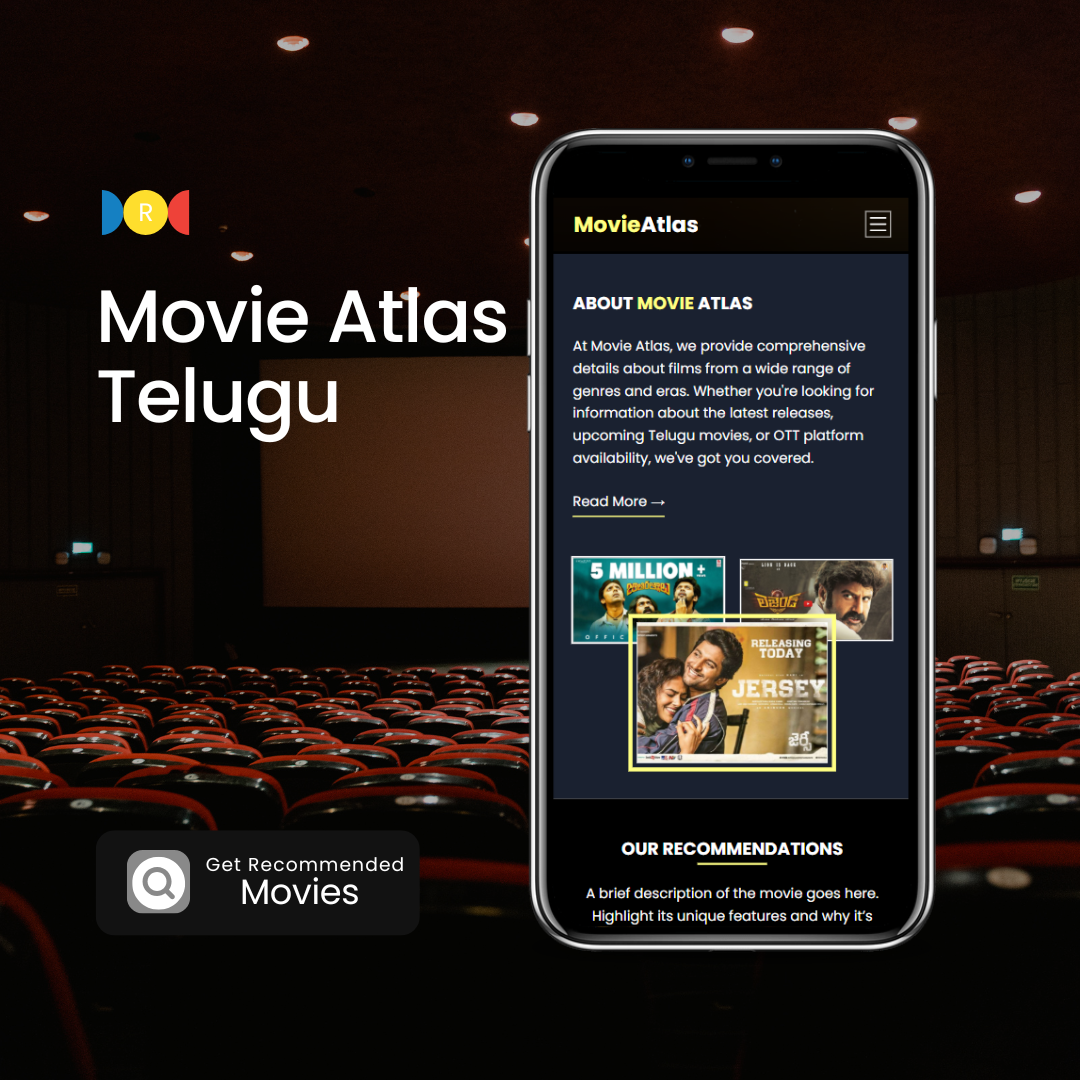 R
Movie Atlas
Telugu
Get Recommended
Movies
MovieAtlas
ABOUT MOVIE ATLAS
At Movie Atlas, we provide comprehensive
details about films from a wide range of
genres and eras. Whether you're looking for
information about the latest releases,
upcoming Telugu movies, or OTT platform
availability, we've got you covered.
Read More →
5 MILLION +
OFFIC
LION IS BACK
లెజెండ్
RELEASING
TODAY
JERSEY
జెర్సీ
OUR RECOMMENDATIONS
A brief description of the movie goes here.
Highlight its unique features and why it's